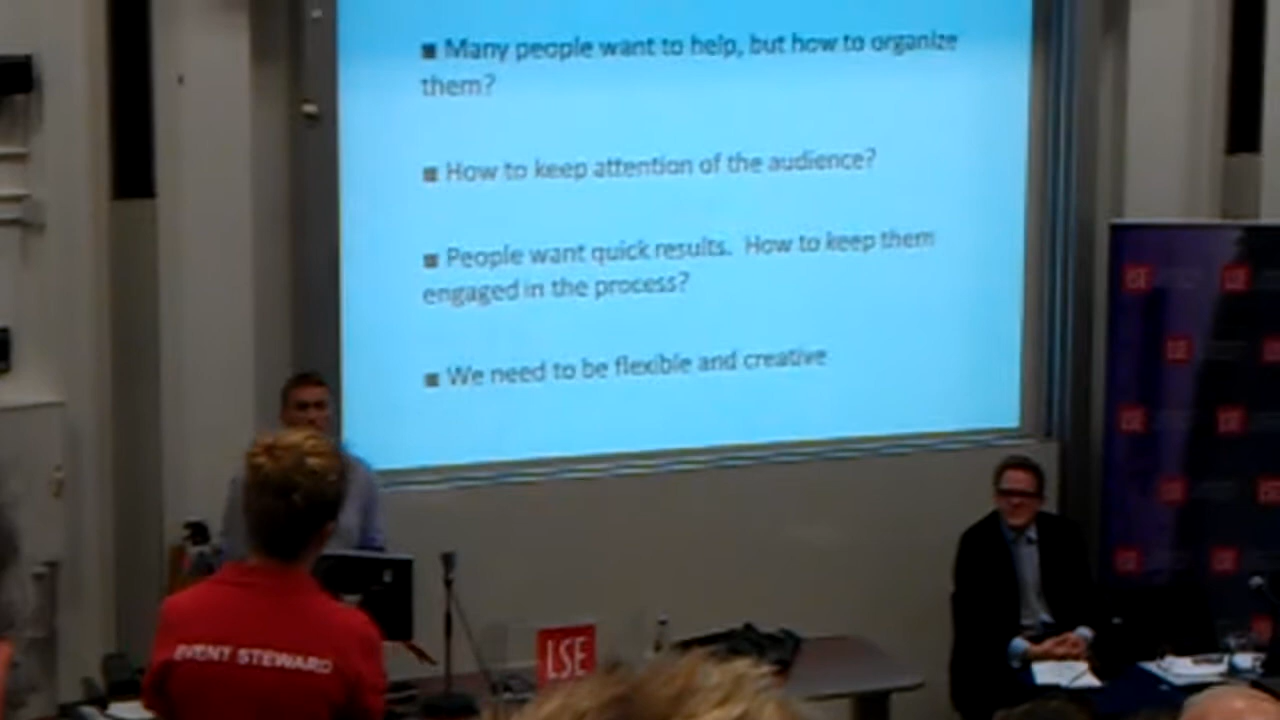 ■ Many people want to help, but how to organize
them?
■ How to keep attention of the audience?
■ People want quick results. How to keep them
engaged in the process?
■ We need to be flexible and creative
EVENT STEWARD
LSE